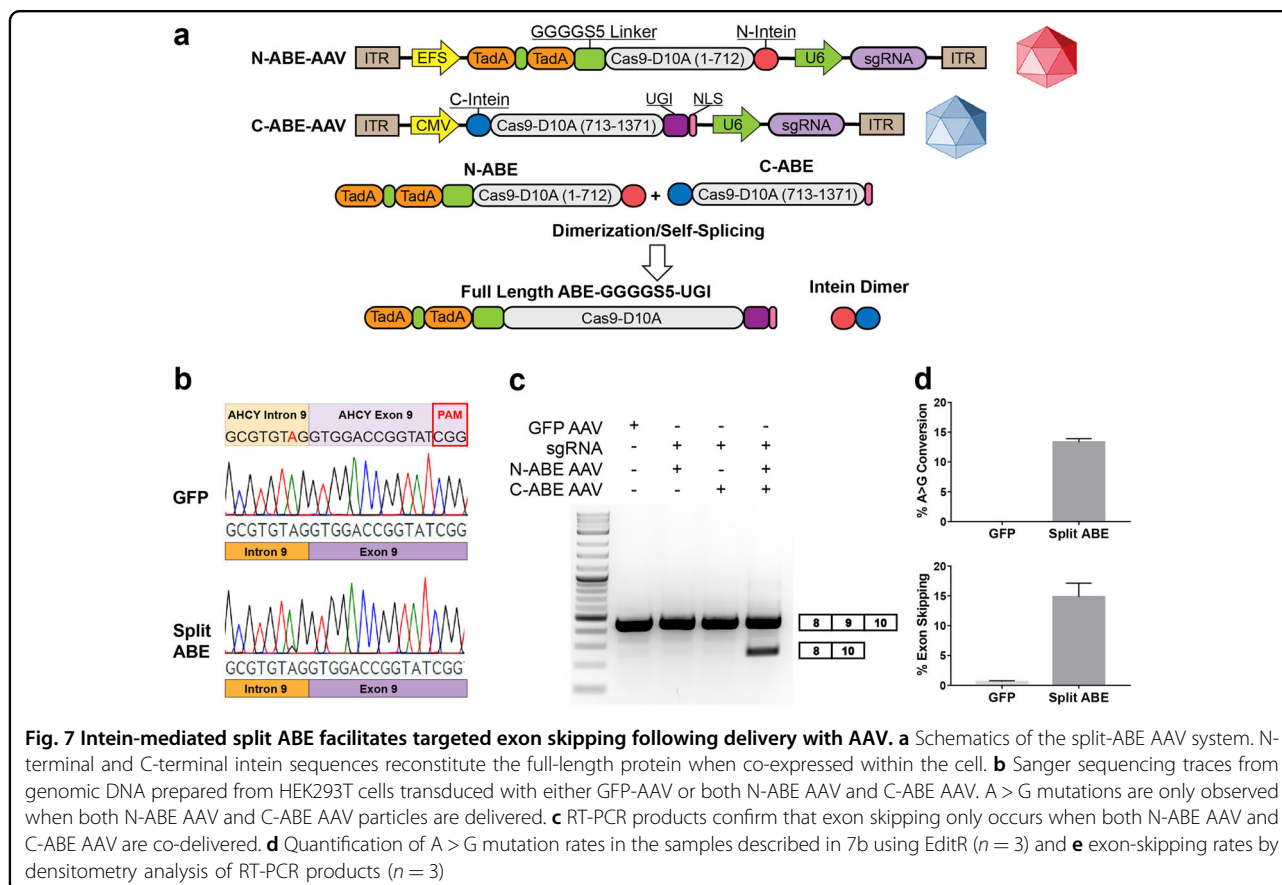 a
GGGGS5 Linker N-Intein
N-ABE-AAV ITR EFS TadA TadA Cas9-D10A (1-712) U6 sgRNA ITR
C-Intein UGI NLS
C-ABE-AAV ITR CMV Cas9-D10A (713-1371) U6 sgRNA ITR
N-ABE C-ABE
TadA TadA Cas9-D10A (1-712) + Cas9-D10A (713-1371)
Dimerization/Self-Splicing
Full Length ABE-GGGGS5-UGI Intein Dimer
TadA TadA Cas9-D10A
b
AHCY Intron 9 AHCY Exon 9 PAM
GCGTGTAGGTGGACCGGTATCGG
GFP
GCGTGTAGGTGGACCGGTATCGG
Intron 9 Exon 9
Split ABE
GCGTGTAGGTGGACCGGTATCGG
Intron 9 Exon 9
c
GFP AAV + - - -
sgRNA - + + +
N-ABE AAV - + - +
C-ABE AAV - - + +
8 9 10
8 10
d
% A>G Conversion
20
15
10
5
0
GFP Split ABE
% Exon Skipping
20
15
10
5
0
GFP Split ABE
Fig. 7 Intein-mediated split ABE facilitates targeted exon skipping following delivery with AAV. a Schematics of the split-ABE AAV system. N-
terminal and C-terminal intein sequences reconstitute the full-length protein when co-expressed within the cell. b Sanger sequencing traces from
genomic DNA prepared from HEK293T cells transduced with either GFP-AAV or both N-ABE AAV and C-ABE AAV. A > G mutations are only observed
when both N-ABE AAV and C-ABE AAV particles are delivered. c RT-PCR products confirm that exon skipping only occurs when both N-ABE AAV and
C-ABE AAV are co-delivered. d Quantification of A > G mutation rates in the samples described in 7b using EditR (n = 3) and e exon-skipping rates by
densitometry analysis of RT-PCR products (n = 3)